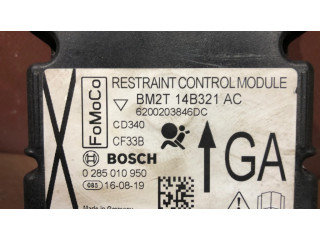 RESTRAINT CONTROL MODULE
FoMoCo
BM2T 14B321 AC
6200203846DC
CD340
CF33B
BOSCH
GA
0 285 010 950
GS 16-08-19
Made in Germany